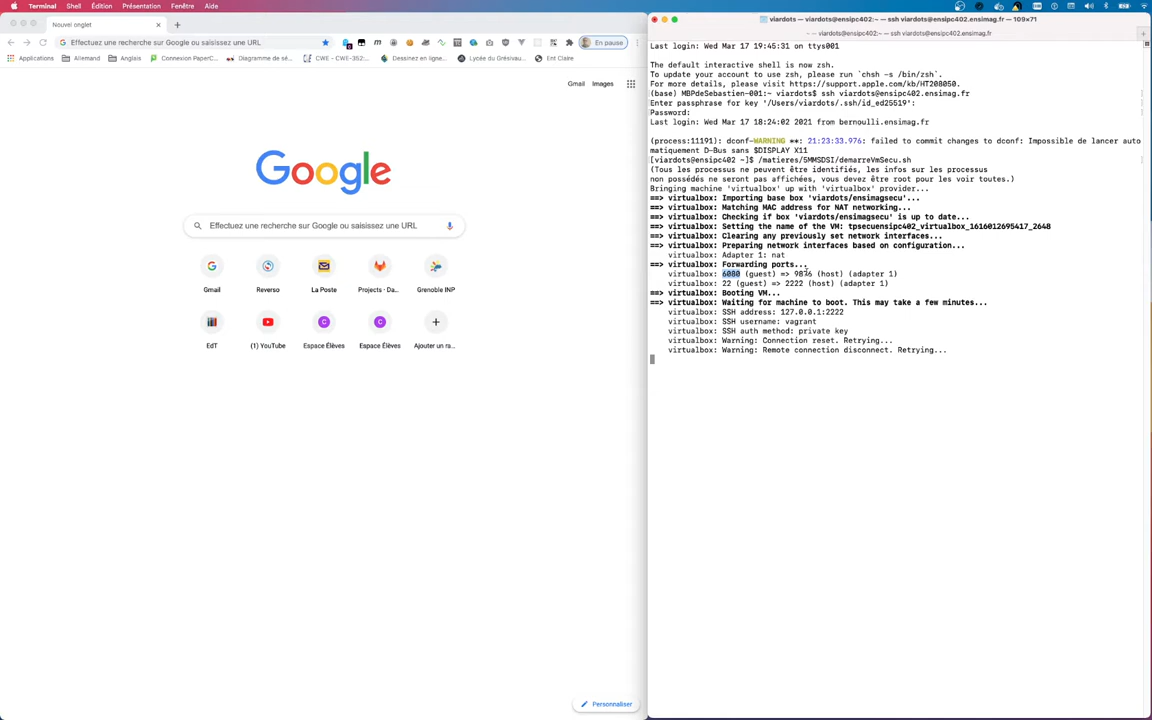 Terminal Shell Édition Présentation Fenêtre Aide
Nouvel onglet
Effectuez une recherche sur Google ou saisissez une URL
En pause
Applications Anglais Connexion PaperC... Diagramme de sé... CWE - CWE-352:... Dessinez en ligne... Lycée du Grésivau... Ent Claire
Gmail Images
Google
Effectuez une recherche sur Google ou saisissez une URL
Gmail Reverso La Poste Projets · Da... Grenoble INP
EdT (1) YouTube Espace Élèves Espace Élèves Ajouter un ra...
Personnaliser
viardots — viardots@ensipc402:~ — ssh viardots@ensipc402.ensimag.fr — 109×71
~ — viardots@ensipc402:~ — ssh viardots@ensipc402.ensimag.fr
Last login: Wed Mar 17 19:45:31 on ttys001
The default interactive shell is now zsh.
To update your account to use zsh, please run `chsh -s /bin/zsh`.
For more details, please visit https://support.apple.com/kb/HT208050.
(base) MBPdeSebastien-001:~ viardots$ ssh viardots@ensipc402.ensimag.fr
Enter passphrase for key '/Users/viardots/.ssh/id_ed25519':
Password:
Last login: Wed Mar 17 18:24:02 2021 from bernoulli.ensimag.fr
(process:11191): dconf-WARNING **: 21:23:33.976: failed to commit changes to dconf: Impossible de lancer auto
matiquement D-Bus sans $DISPLAY X11
[viardots@ensipc402 ~]$ /matieres/5MMSDSI/demarreVmSecu.sh
(Tous les processus ne peuvent être identifiés, les infos sur les processus
non possédés ne seront pas affichées, vous devez être root pour les voir toutes.)
Bringing machine 'virtualbox' up with 'virtualbox' provider...
==> virtualbox: Importing base box 'viardots/ensimagsecu'...
==> virtualbox: Matching MAC address for NAT networking...
==> virtualbox: Checking if box 'viardots/ensimagsecu' is up to date...
==> virtualbox: Setting the name of the VM: tpsecuensipc402_virtualbox_1616012695417_2648
==> virtualbox: Clearing any previously set network interfaces...
==> virtualbox: Preparing network interfaces based on configuration...
virtualbox: Adapter 1: nat
==> virtualbox: Forwarding ports...
virtualbox: 6080 (guest) => 9876 (host) (adapter 1)
virtualbox: 22 (guest) => 2222 (host) (adapter 1)
==> virtualbox: Booting VM...
==> virtualbox: Waiting for machine to boot. This may take a few minutes...
virtualbox: SSH address: 127.0.0.1:2222
virtualbox: SSH username: vagrant
virtualbox: SSH auth method: private key
virtualbox: Warning: Connection reset. Retrying...
virtualbox: Warning: Remote connection disconnect. Retrying...